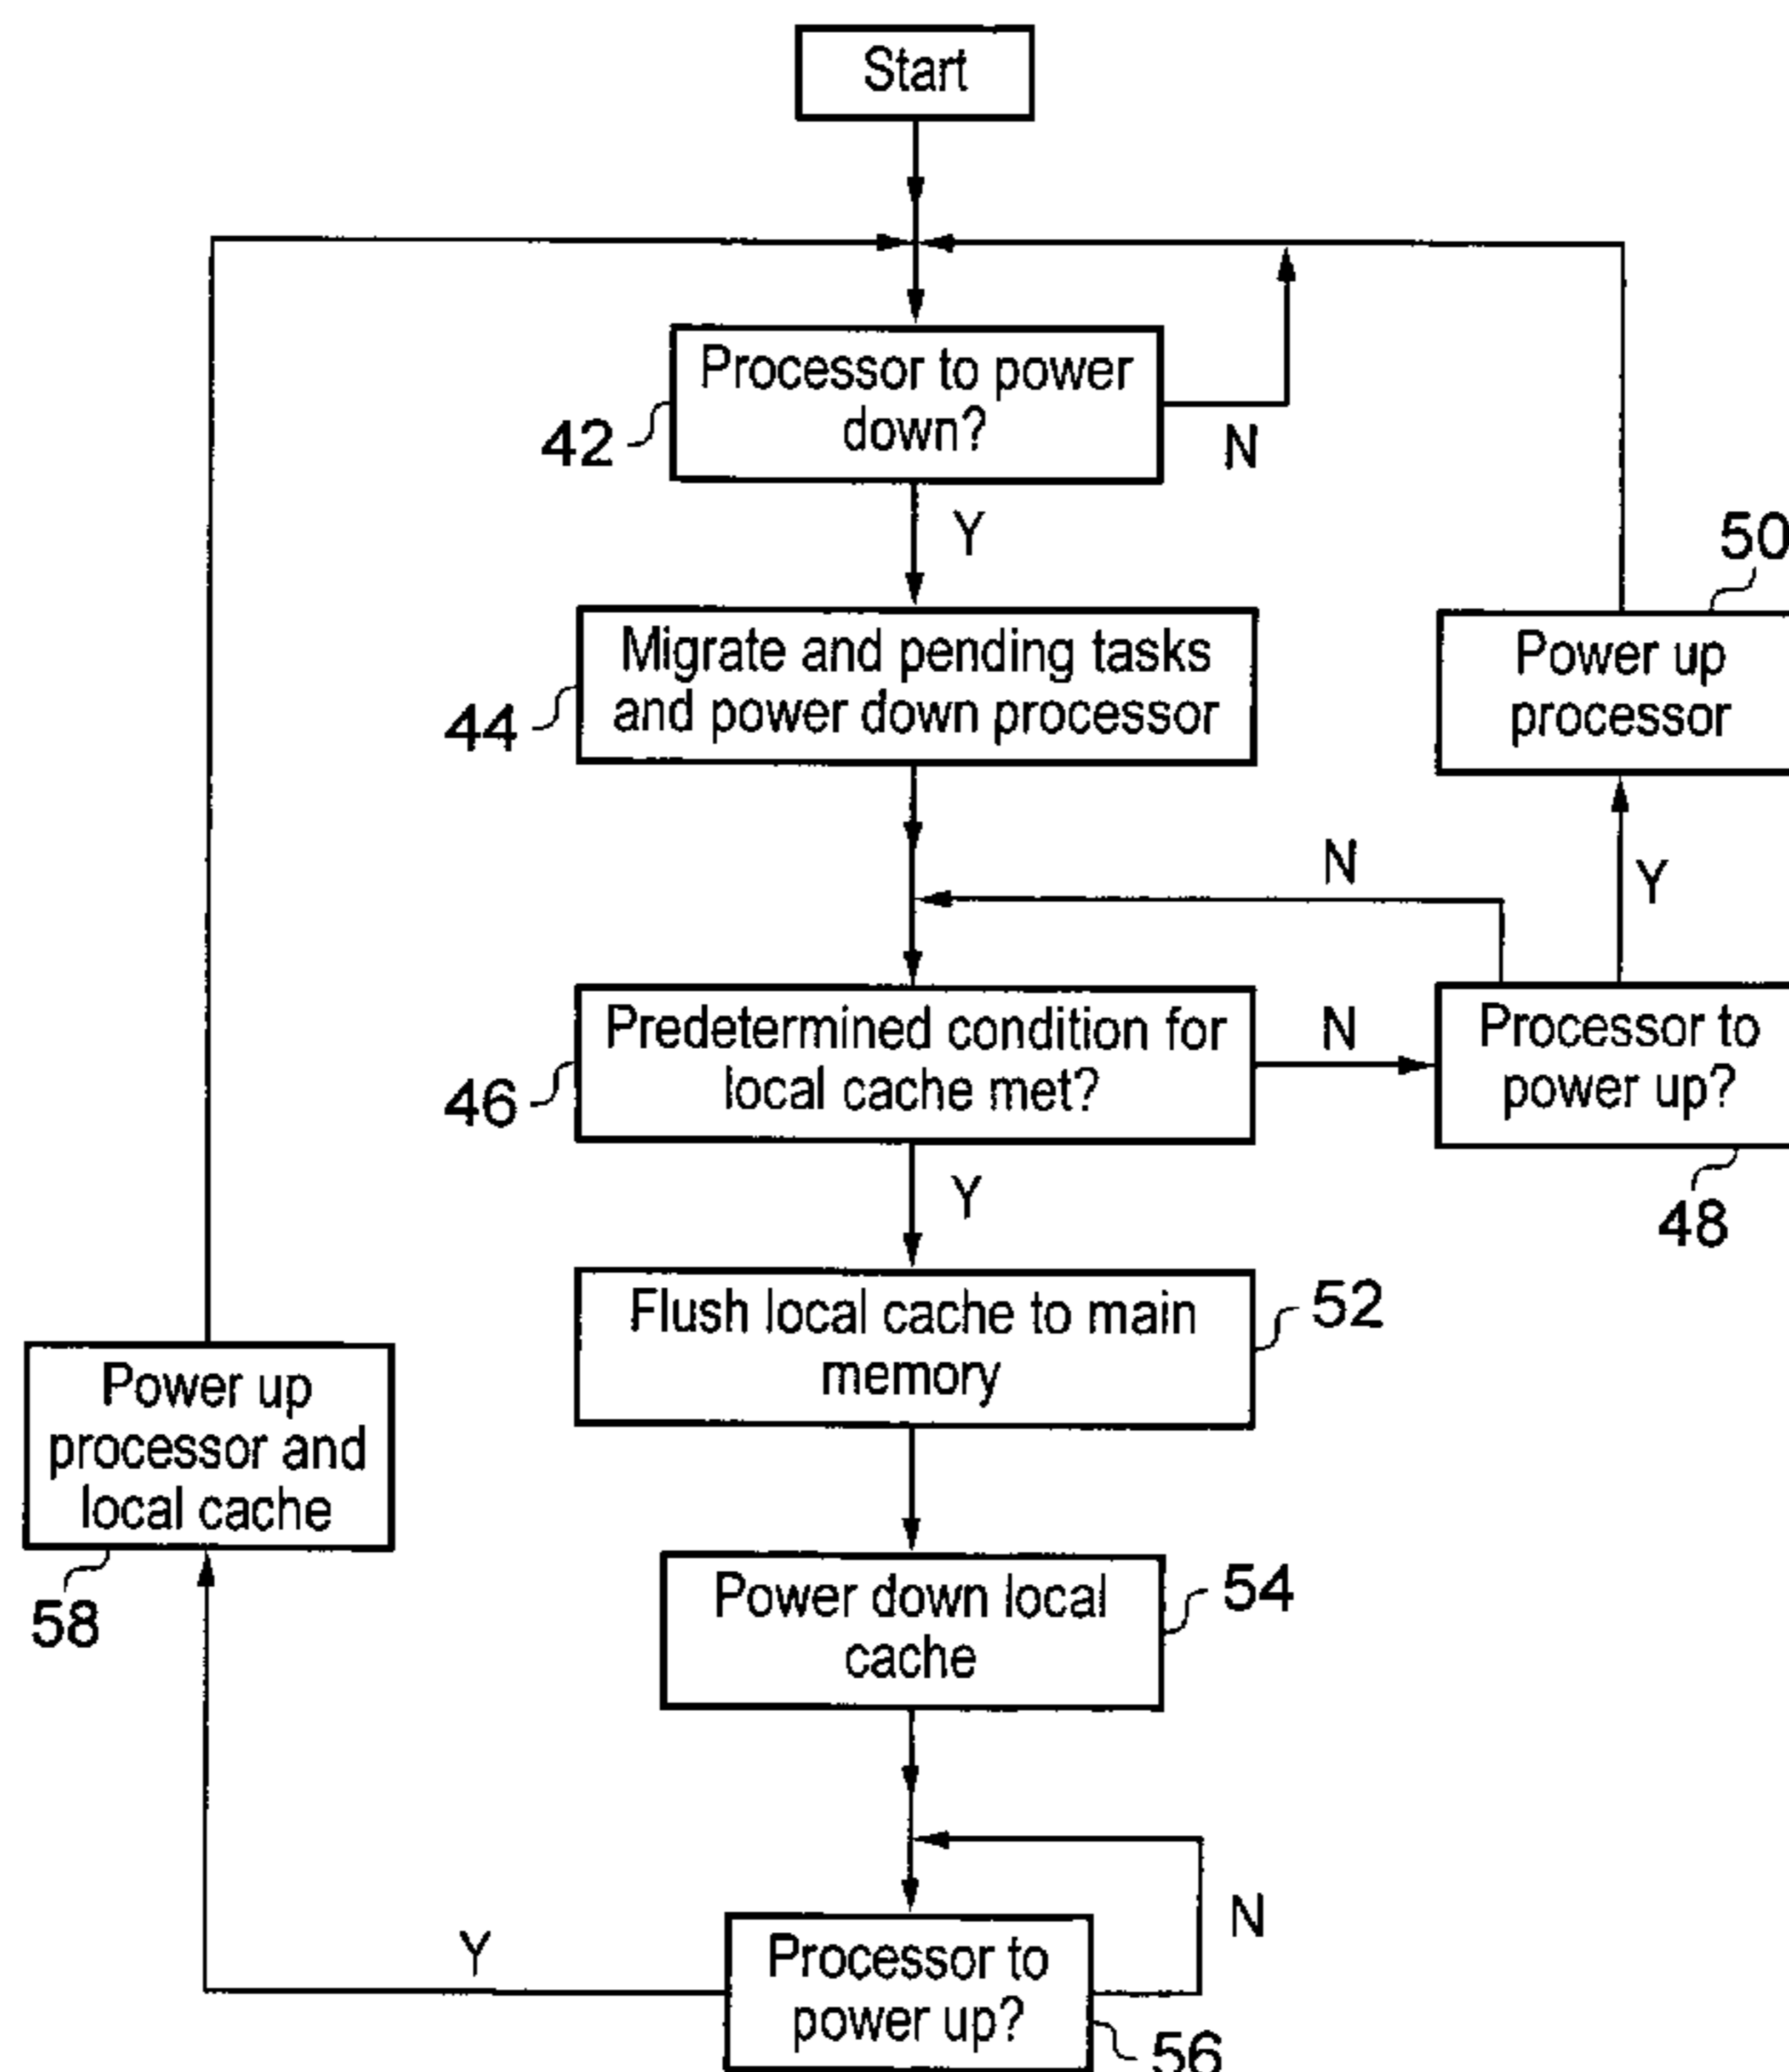 Start
Processor to power
down?
42
N
Y
50
Migrate and pending tasks
and power down processor
44
Power up
processor
N
Y
Predetermined condition for
local cache met?
46
N
Processor to
power up?
48
Y
Flush local cache to main
memory
52
Power up
processor and
local cache
58
Power down local
cache
54
N
Y
Processor to
power up?
56